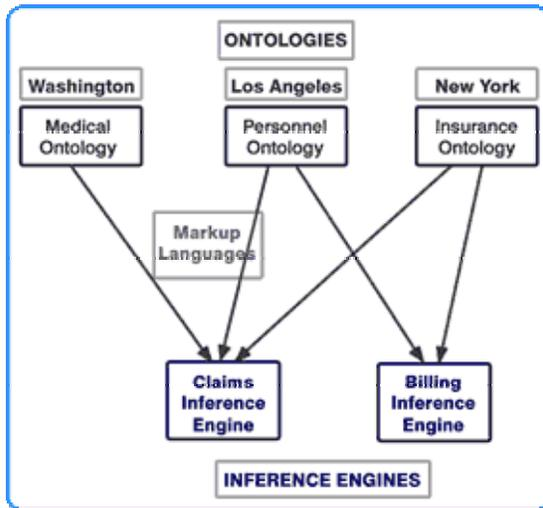 ONTOLOGIES
Washington
Los Angeles
New York
Medical
Ontology
Personnel
Ontology
Insurance
Ontology
Markup
Languages
Claims
Inference
Engine
Billing
Inference
Engine
INFERENCE ENGINES